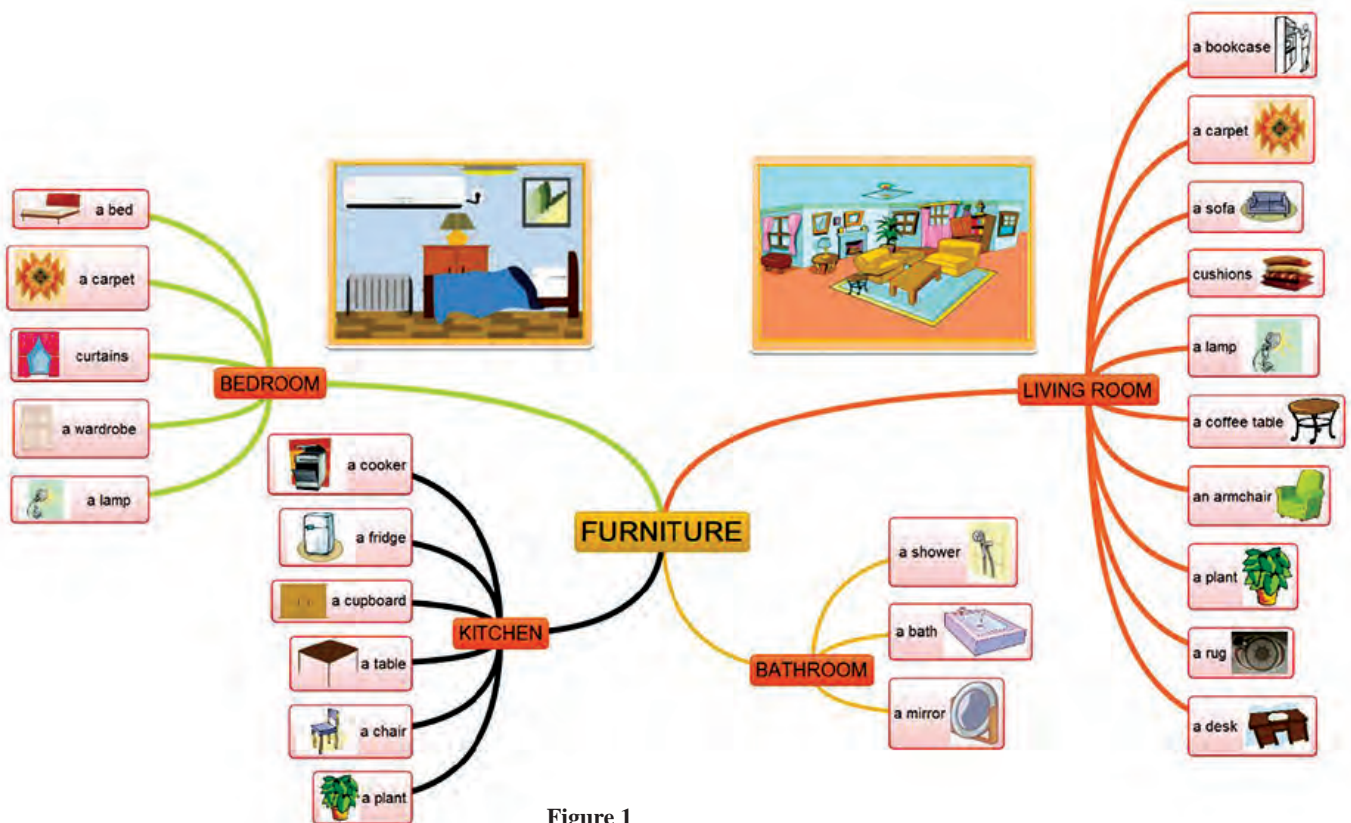 FURNITURE
BEDROOM
a bed
a carpet
curtains
a wardrobe
a lamp
KITCHEN
a cooker
a fridge
a cupboard
a table
a chair
a plant
LIVING ROOM
a bookcase
a carpet
a sofa
cushions
a lamp
a coffee table
an armchair
a plant
a rug
a desk
BATHROOM
a shower
a bath
a mirror
Figure 1